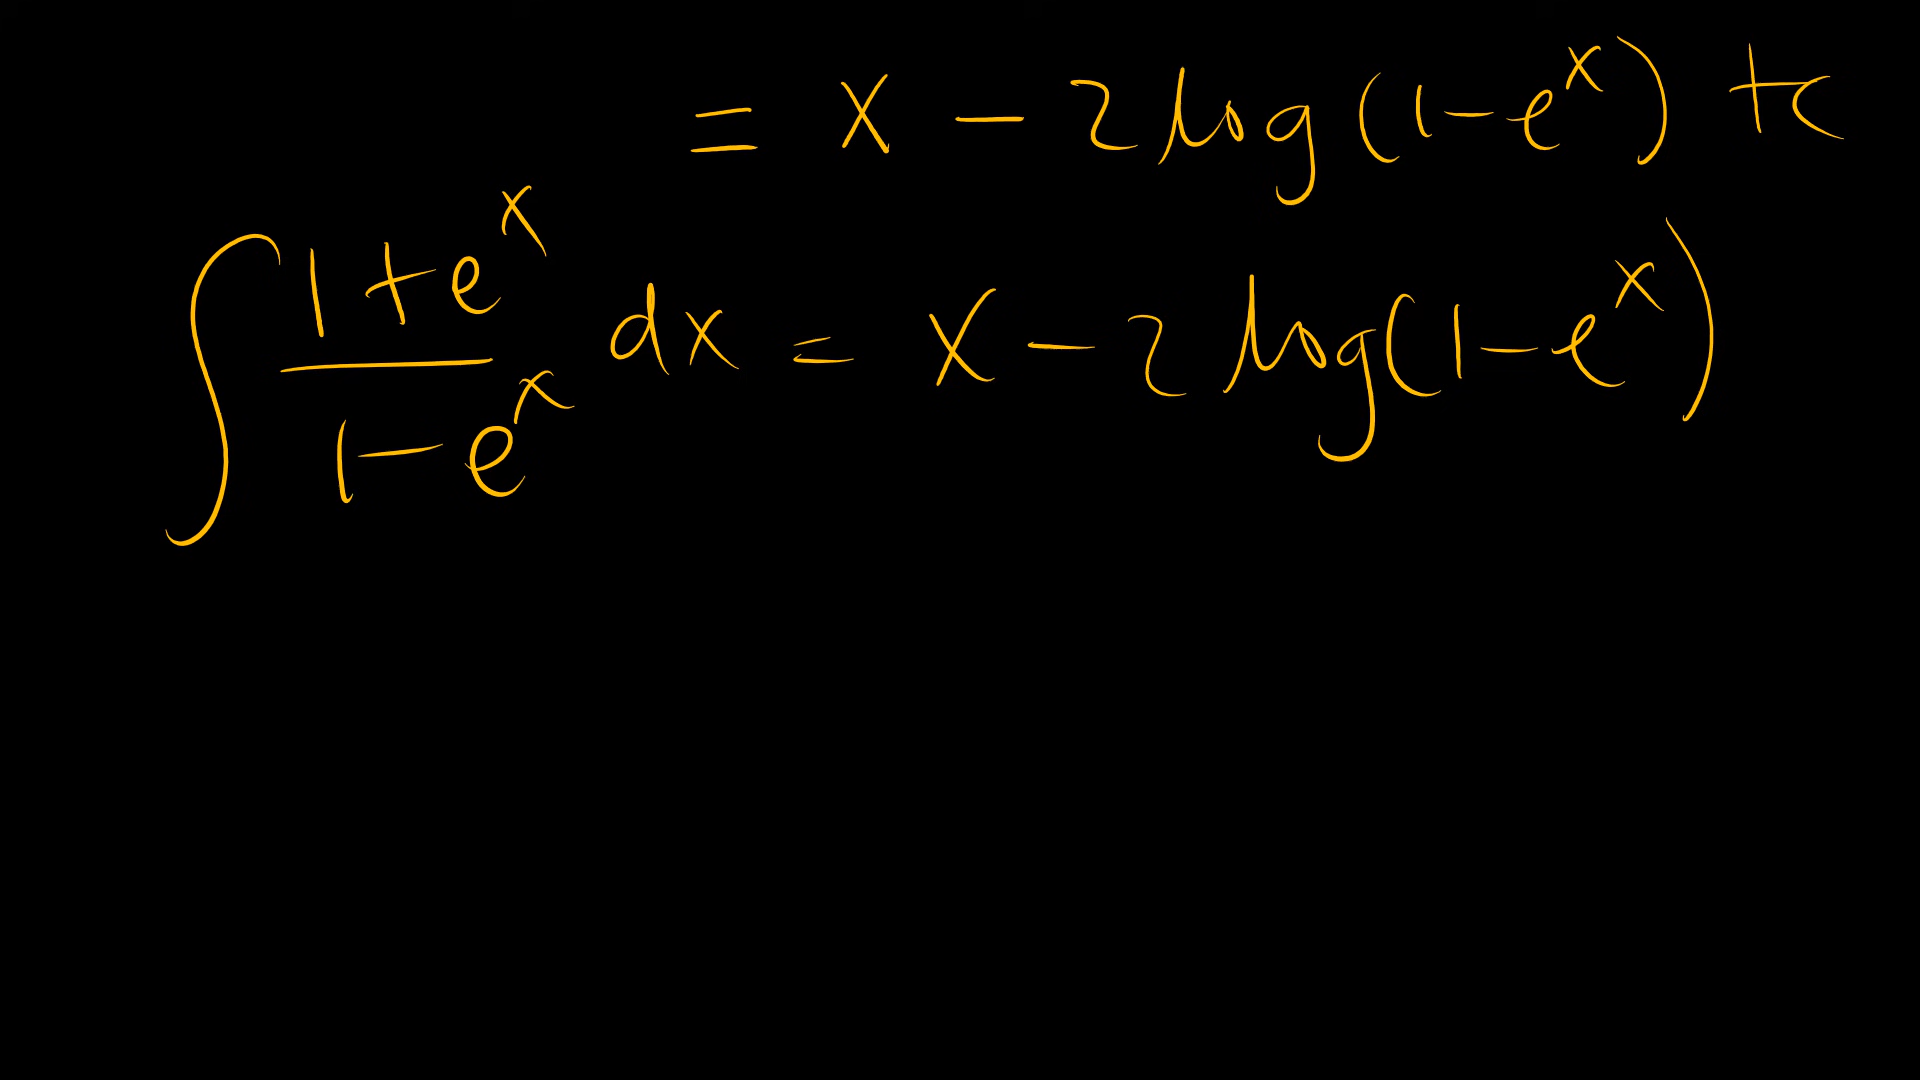 = x - 2 log(1-e^x) +c
∫ (1+e^x)/(1-e^x) dx = x - 2 log(1-e^x)